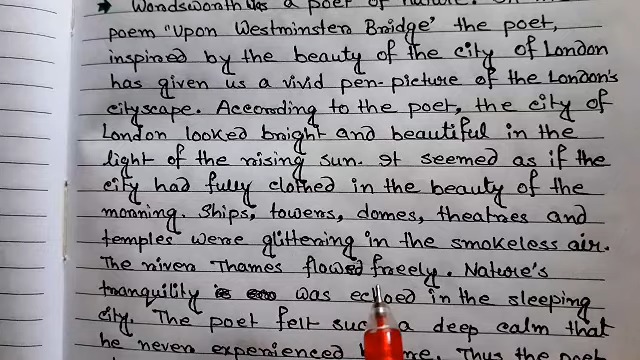 → Wordsworth was a poet of nature. In the
poem 'Upon Westminster Bridge' the poet,
inspired by the beauty of the city of London
has given us a vivid pen-picture of the London's
cityscape. According to the poet, the city of
London looked bright and beautiful in the
light of the rising sun. It seemed as if the
city had fully clothed in the beauty of the
morning. Ships, towers, domes, theatres and
temples were glittering in the smokeless air.
The river Thames flowed freely. Nature's
tranquility was echoed in the sleeping
city. The poet felt such a deep calm that
he never experienced Thus the poet